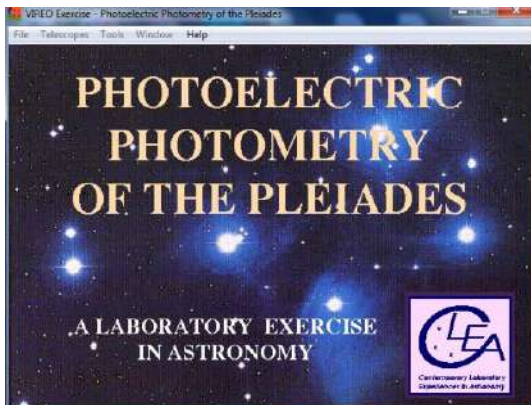 VIREO Exercise - Photoelectric Photometry of the Pleiades
File Telescopes Tools Window Help
PHOTOELECTRIC
PHOTOMETRY
OF THE PLEIADES
A LABORATORY EXERCISE
IN ASTRONOMY
CLEA
Contemporary Laboratory
Experiences in Astronomy